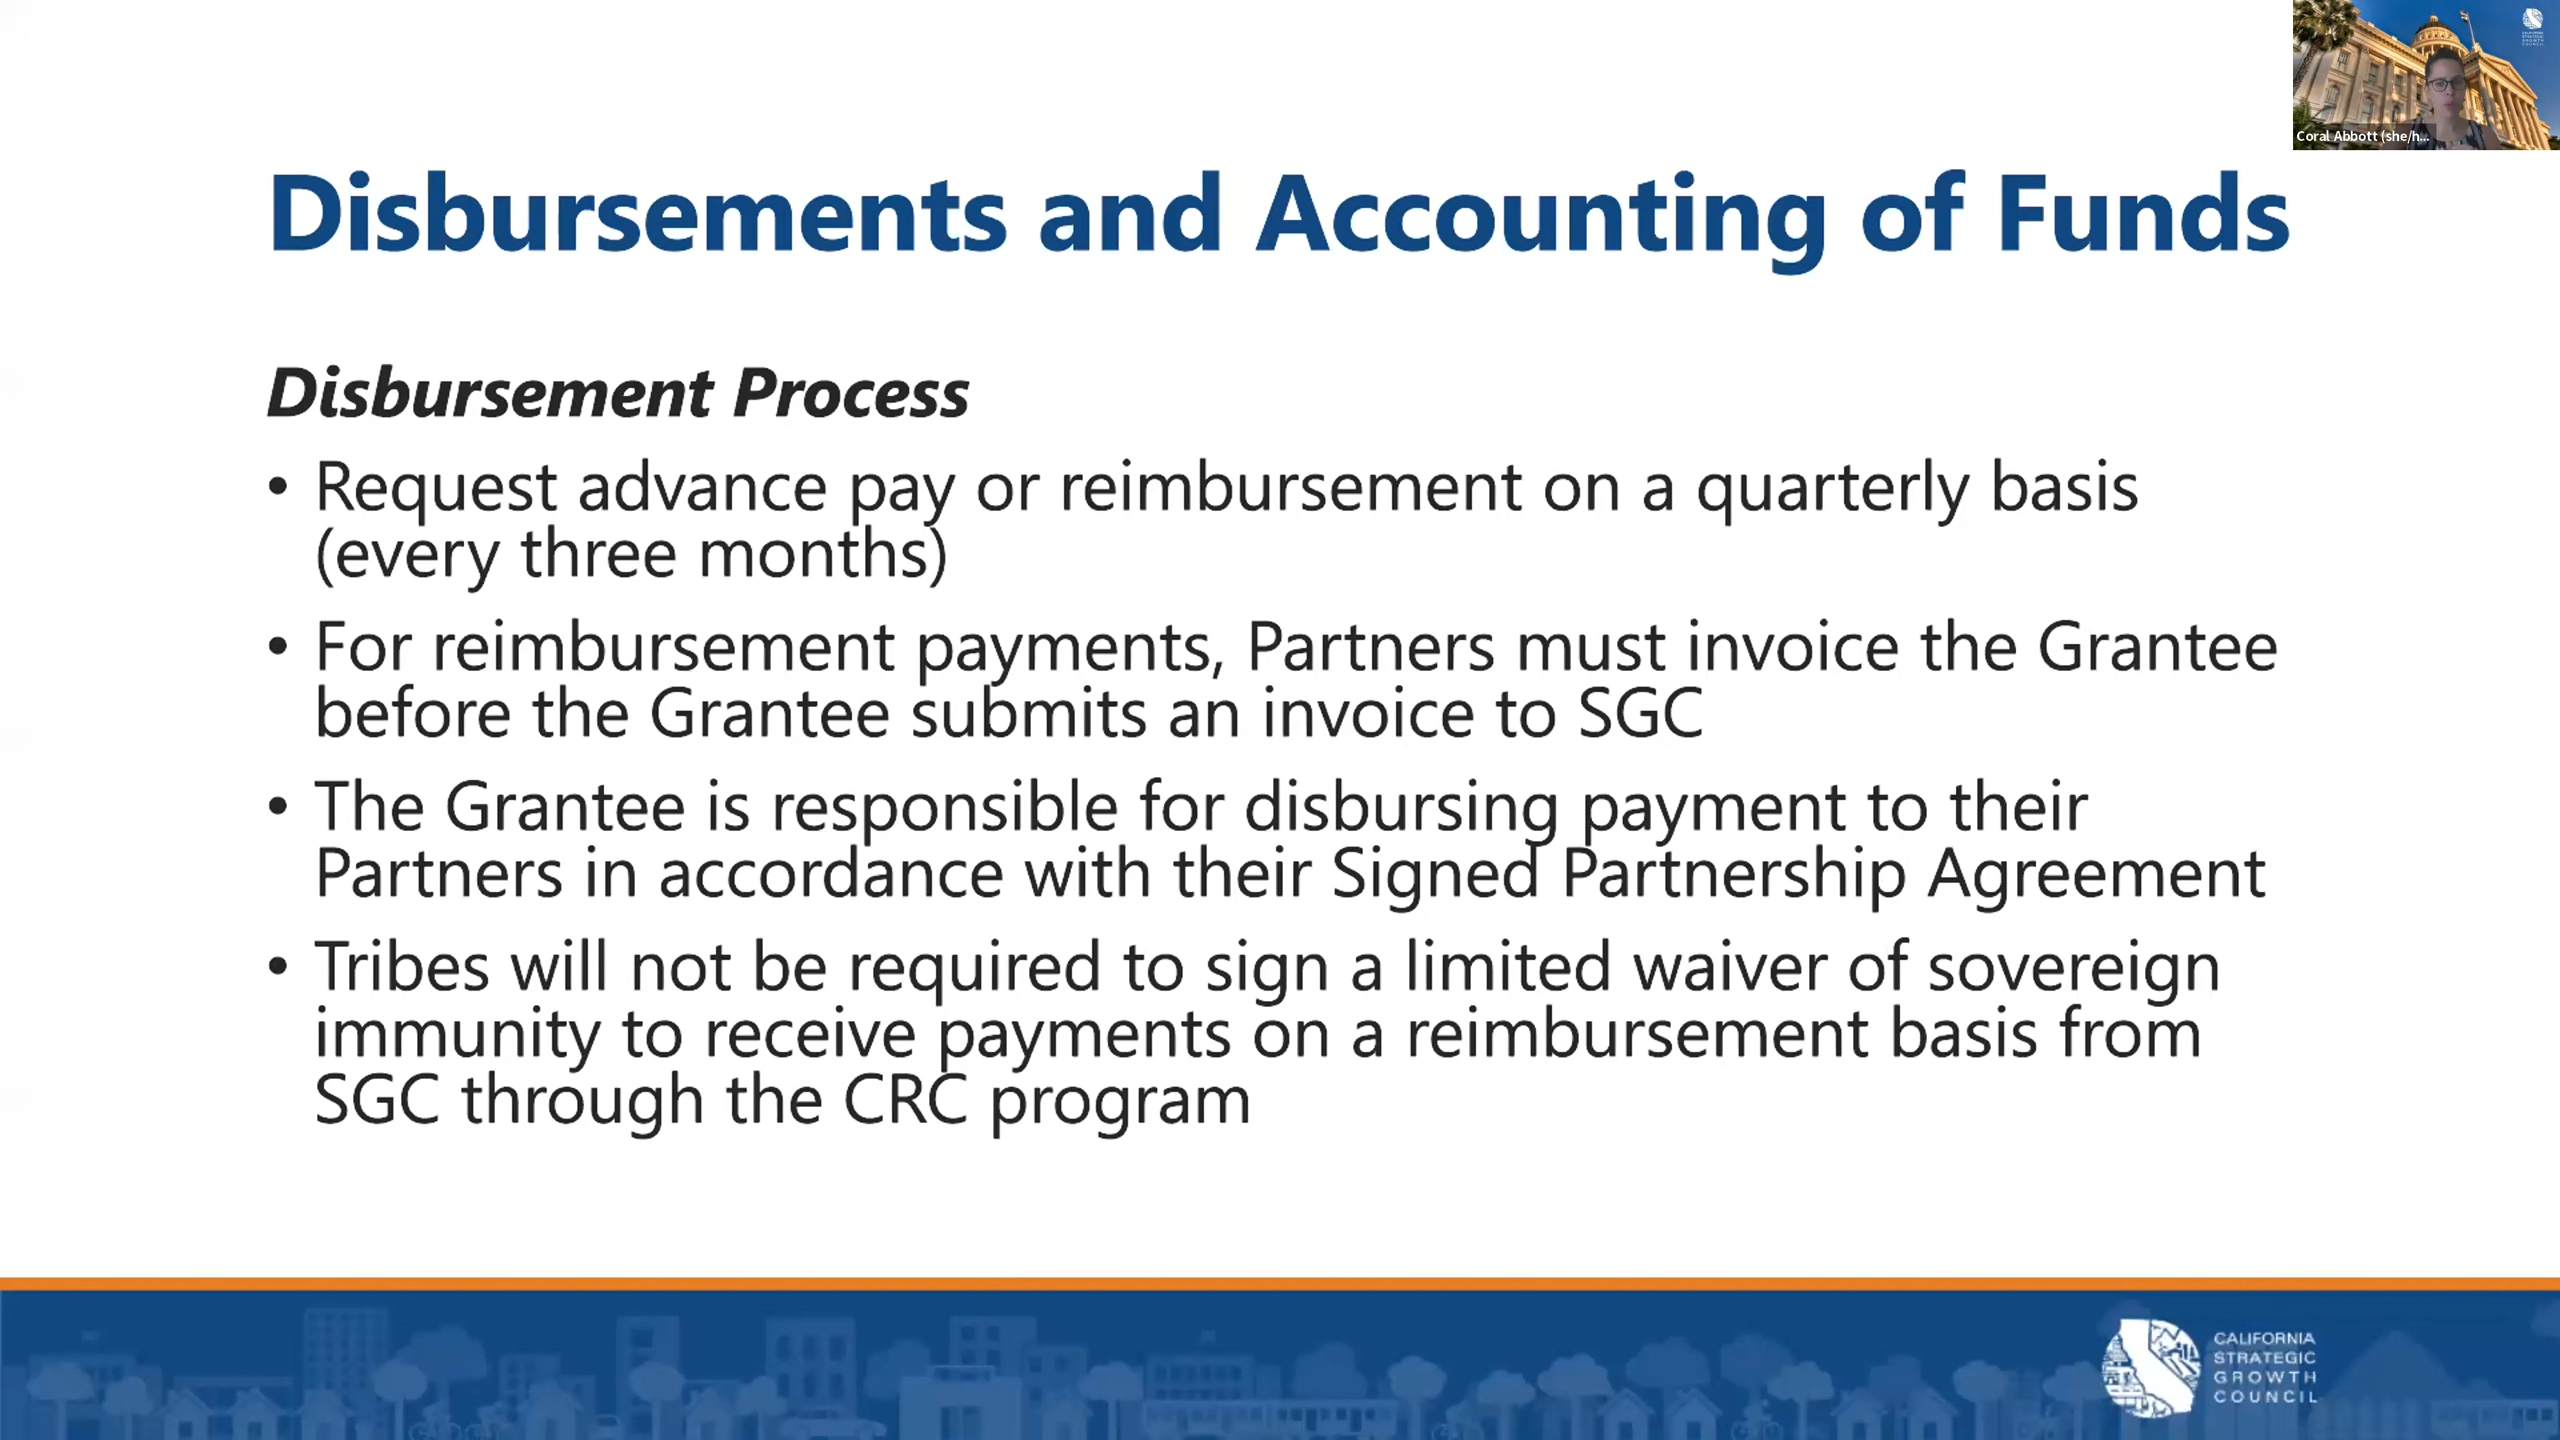 Coral Abbott (she/h...
Disbursements and Accounting of Funds
Disbursement Process
• Request advance pay or reimbursement on a quarterly basis
(every three months)
• For reimbursement payments, Partners must invoice the Grantee
before the Grantee submits an invoice to SGC
• The Grantee is responsible for disbursing payment to their
Partners in accordance with their Signed Partnership Agreement
• Tribes will not be required to sign a limited waiver of sovereign
immunity to receive payments on a reimbursement basis from
SGC through the CRC program
CALIFORNIA
STRATEGIC
GROWTH
COUNCIL